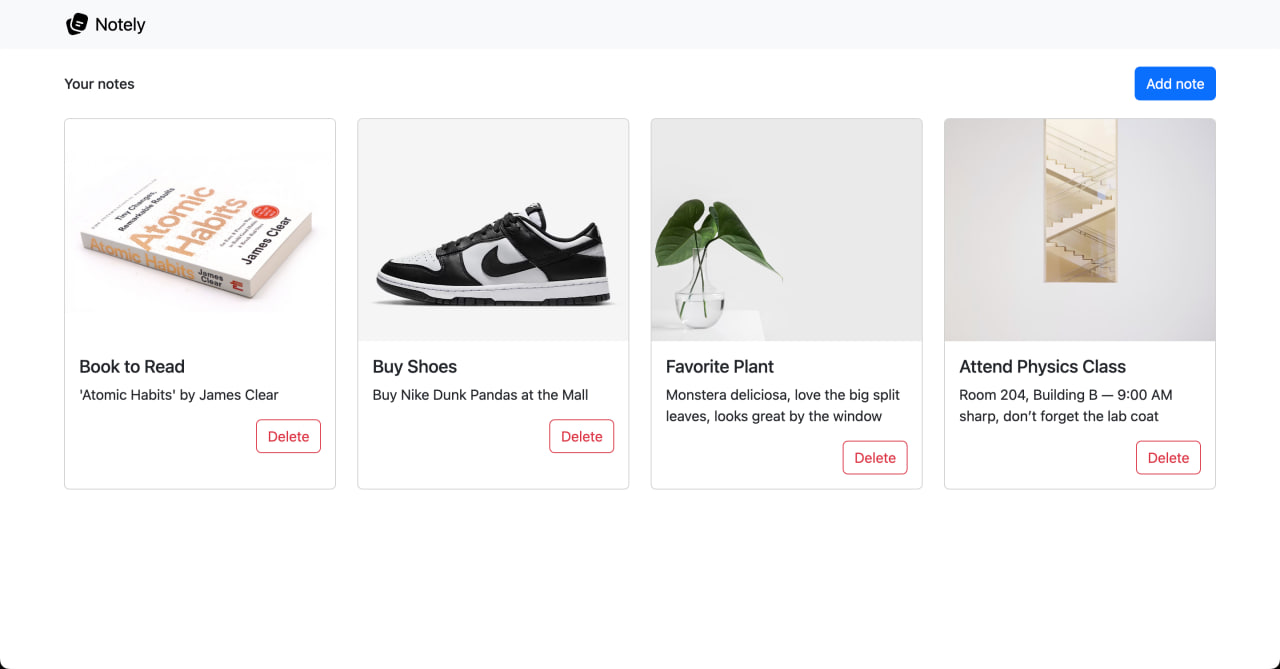 Notely
Your notes
Add note
Tiny Changes,
Remarkable Results
Atomic
Habits
James Clear
Atomic Habits
James
Clear
Book to Read
'Atomic Habits' by James Clear
Delete
Buy Shoes
Buy Nike Dunk Pandas at the Mall
Delete
Favorite Plant
Monstera deliciosa, love the big split
leaves, looks great by the window
Delete
Attend Physics Class
Room 204, Building B — 9:00 AM
sharp, don’t forget the lab coat
Delete